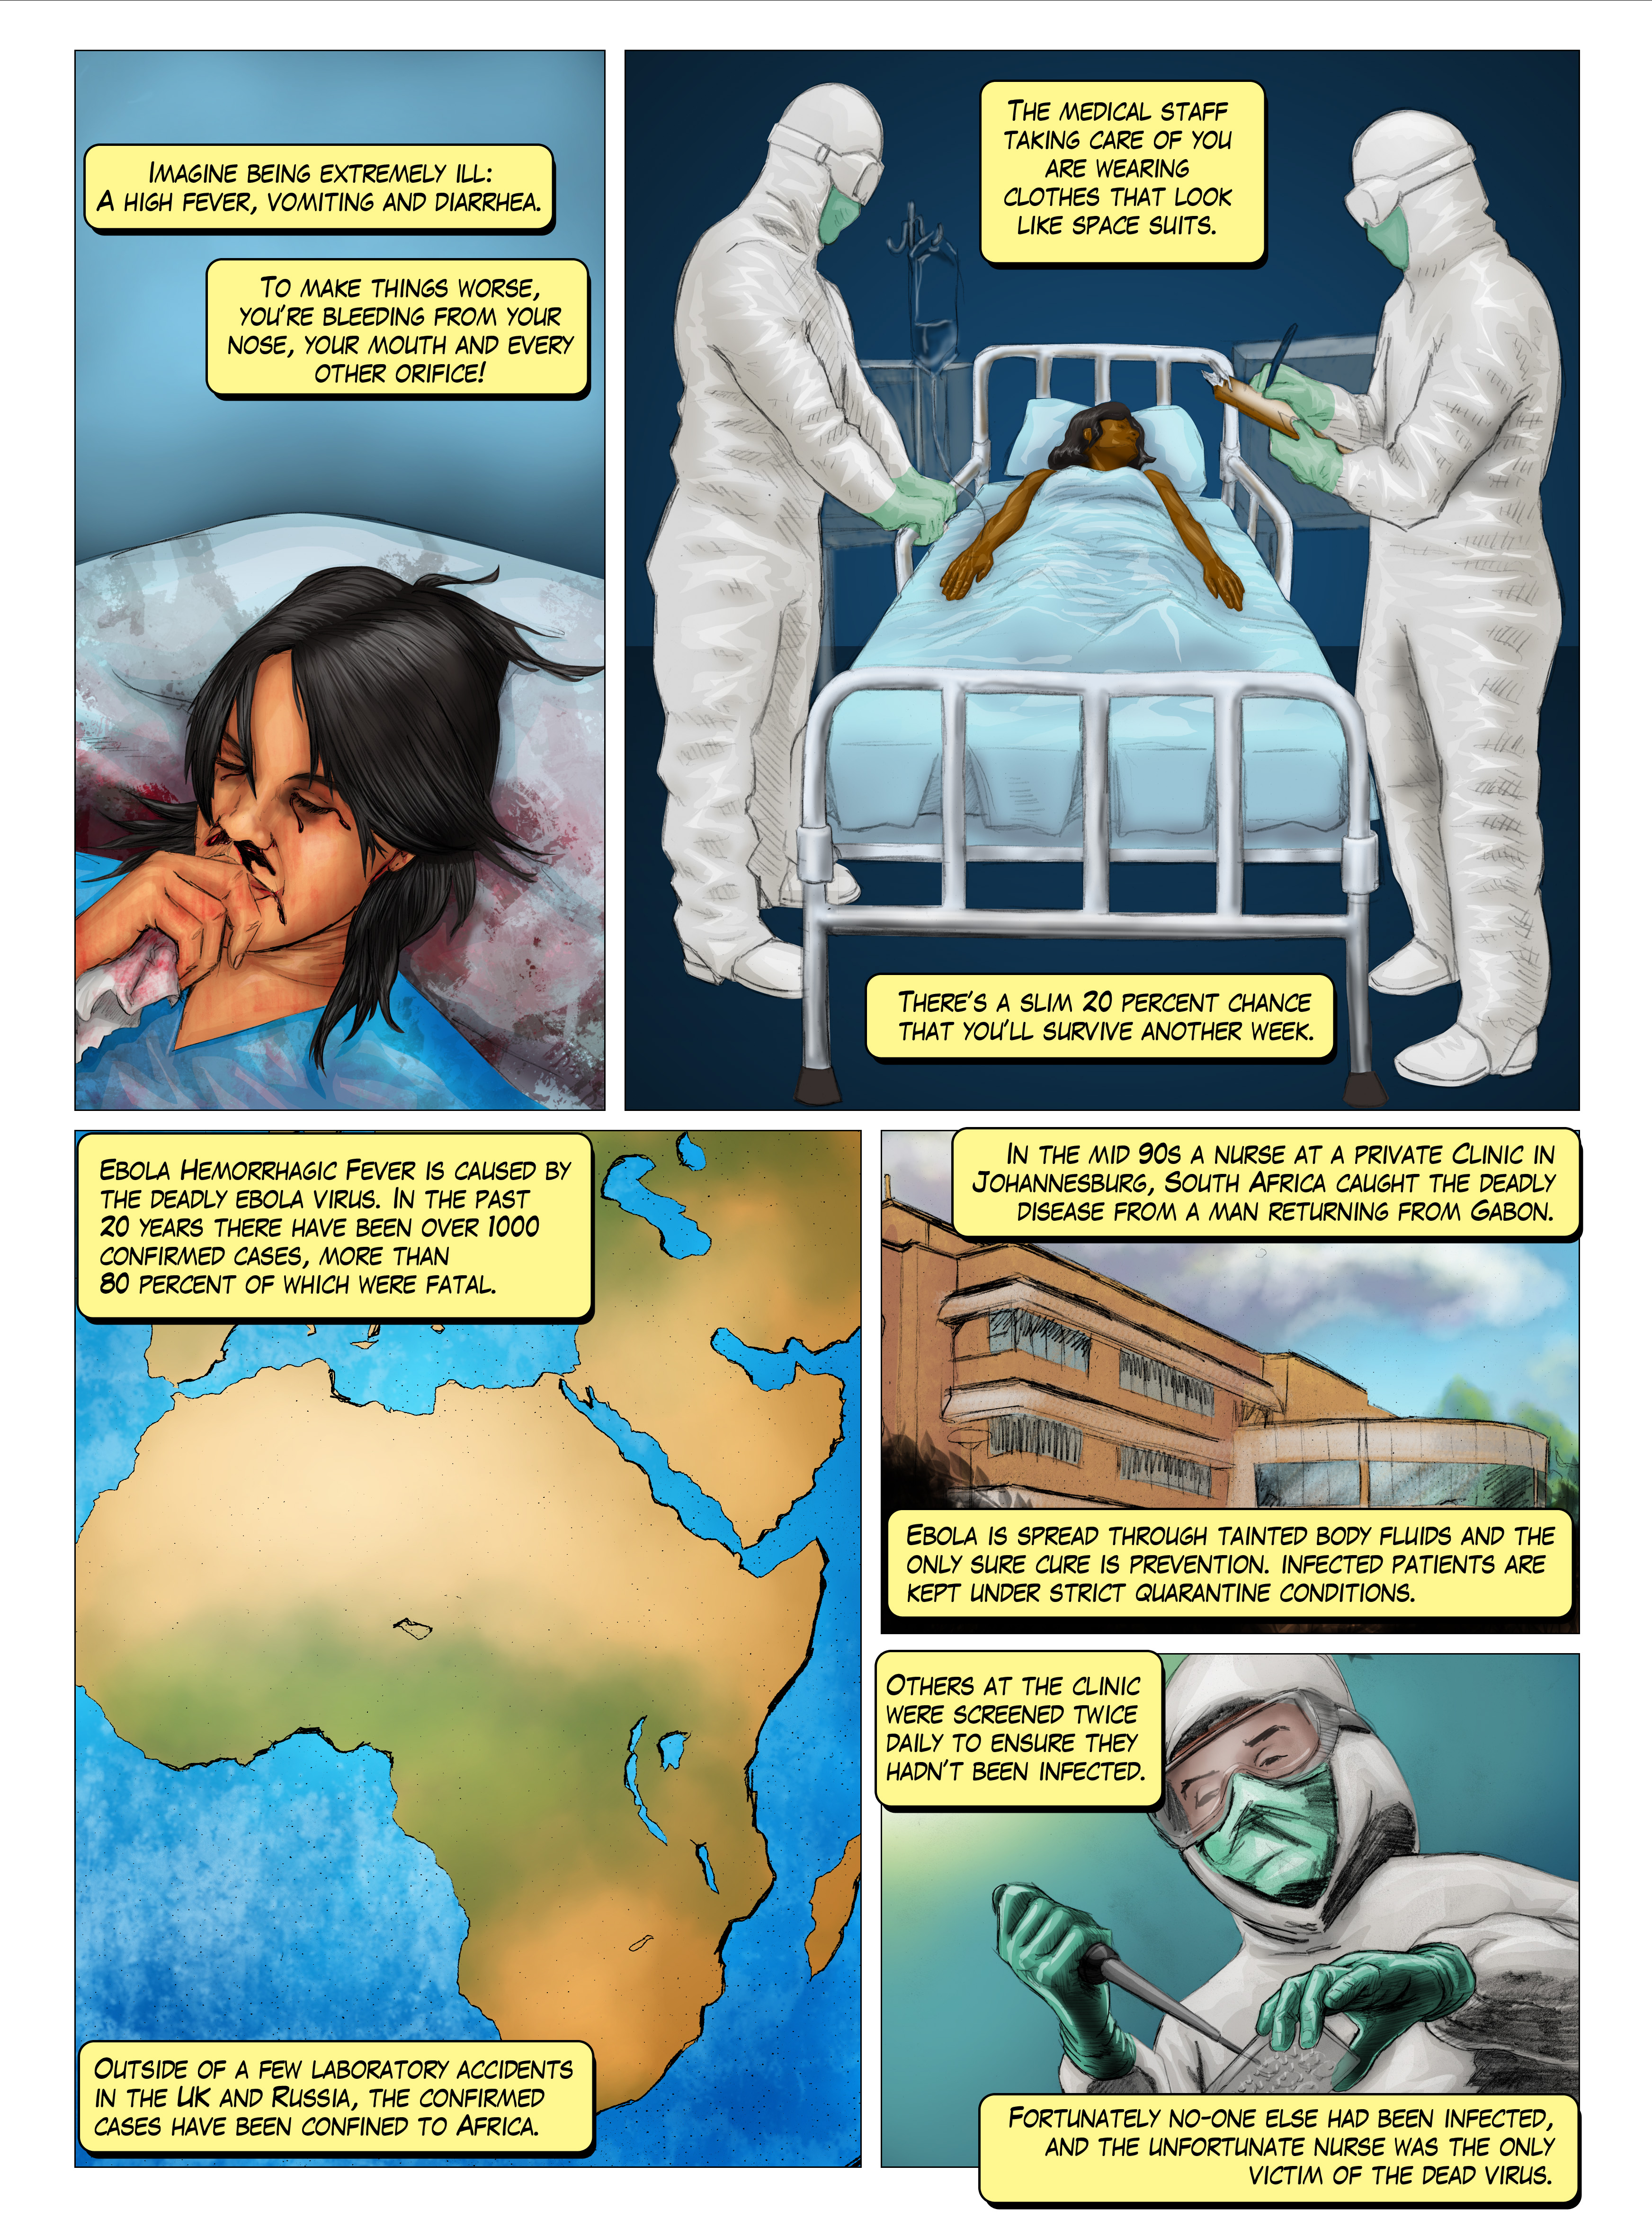 Imagine being extremely ill:
A high fever, vomiting and diarrhea.
To make things worse,
you're bleeding from your
nose, your mouth and every
other orifice!
The medical staff
taking care of you
are wearing
clothes that look
like space suits.
There's a slim 20 percent chance
that you'll survive another week.
Ebola Hemorrhagic Fever is caused by
the deadly ebola virus. In the past
20 years there have been over 1000
confirmed cases, more than
80 percent of which were fatal.
Outside of a few laboratory accidents
in the UK and Russia, the confirmed
cases have been confined to Africa.
In the mid 90s a nurse at a private Clinic in
Johannesburg, South Africa caught the deadly
disease from a man returning from Gabon.
Ebola is spread through tainted body fluids and the
only sure cure is prevention. Infected patients are
kept under strict quarantine conditions.
Others at the clinic
were screened twice
daily to ensure they
hadn't been infected.
Fortunately no-one else had been infected,
and the unfortunate nurse was the only
victim of the dead virus.